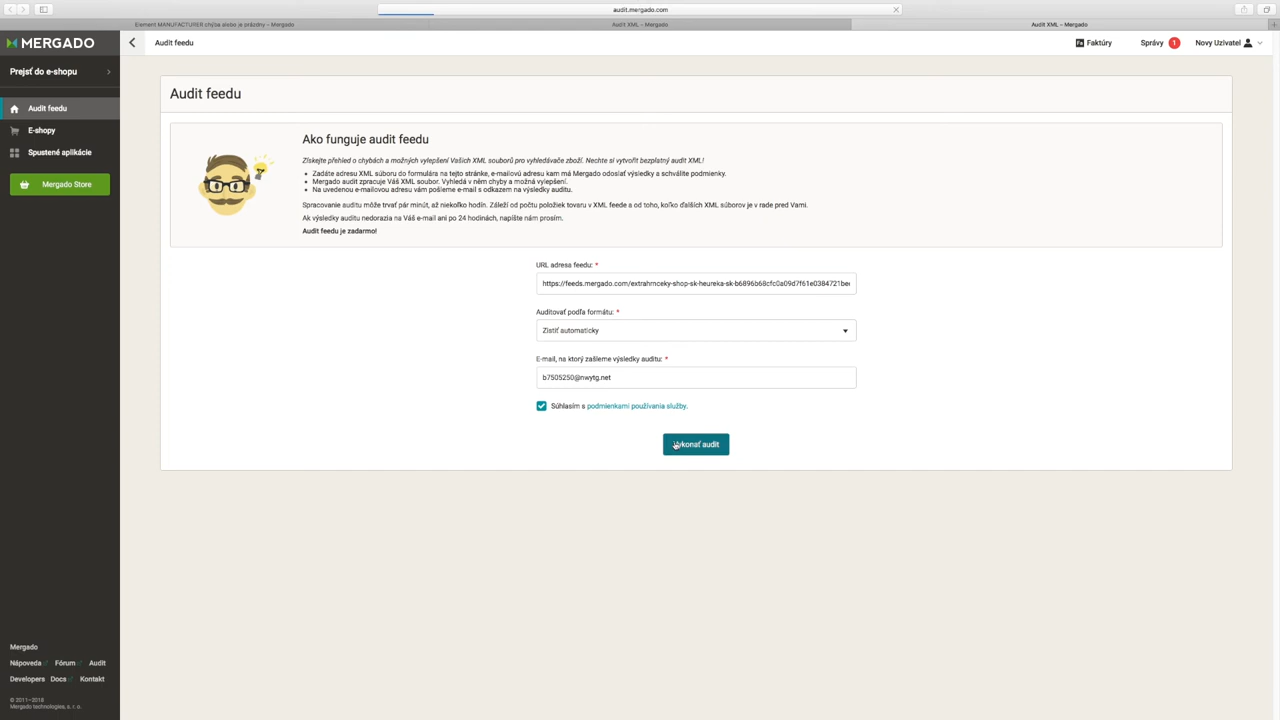 audit.mergado.com
Element MANUFACTURER chýba alebo je prázdny – Mergado
Audit XML – Mergado
Audit XML – Mergado
MERGADO
Audit feedu
Faktúry
Správy 1
Novy Uzivatel
Prejsť do e-shopu
Audit feedu
E-shopy
Spustené aplikácie
Mergado Store
Audit feedu
Ako funguje audit feedu
Získejte přehled o chybách a možných vylepšení Vašich XML souborů pro vyhledávače zboží. Nechte si vytvořit bezplatný audit XML!
Zadáte adresu XML súboru do formulára na tejto stránke, e-mailovú adresu kam má Mergado odoslať výsledky a schválite podmienky.
Mergado audit zpracuje Váš XML soubor. Vyhledá v něm chyby a možná vylepšení.
Na uvedenou e-mailovou adresu vám pošleme e-mail s odkazem na výsledky auditu.
Spracovanie auditu môže trvať pár minút, až niekoľko hodín. Záleží od počtu položiek tovaru v XML feede a od toho, koľko ďalších XML súborov je v rade pred Vami.
Ak výsledky auditu nedorazia na Váš e-mail ani po 24 hodinách, napíšte nám prosím.
Audit feedu je zadarmo!
URL adresa feedu: *
https://feeds.mergado.com/extrahrnceky-shop-sk-heureka-sk-b6896b68cfc0a09d7f61e0384721be
Auditovať podľa formátu: *
Zistiť automaticky
E-mail, na ktorý zašleme výsledky auditu: *
b7505250@nwytg.net
Súhlasím s podmienkami používania služby.
Vykonať audit
Mergado
Nápoveda Fórum Audit
Developers Docs Kontakt
© 2011–2018
Mergado technologies, s. r. o.